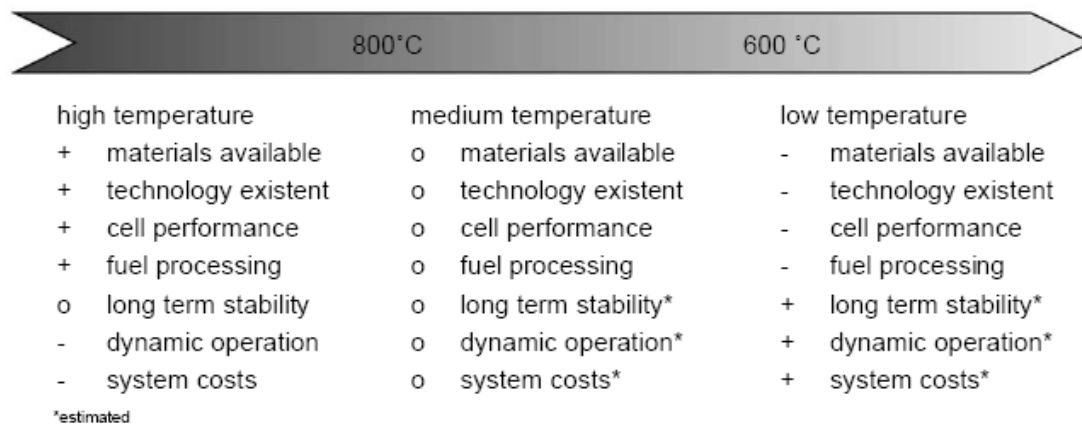 800°C 600 °C
high temperature medium temperature low temperature
+ materials available o materials available - materials available
+ technology existent o technology existent - technology existent
+ cell performance o cell performance - cell performance
+ fuel processing o fuel processing - fuel processing
o long term stability o long term stability* + long term stability*
- dynamic operation o dynamic operation* + dynamic operation*
- system costs o system costs* + system costs*
*estimated